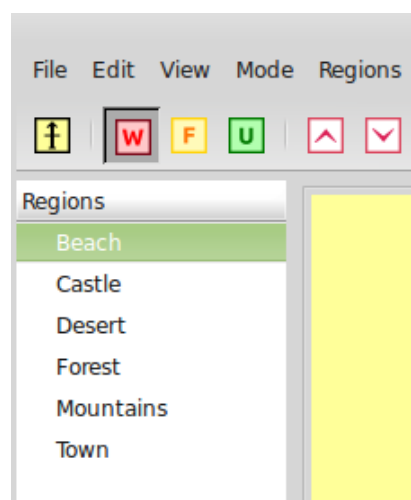 File Edit View Mode Regions
W F U
Regions
Beach
Castle
Desert
Forest
Mountains
Town